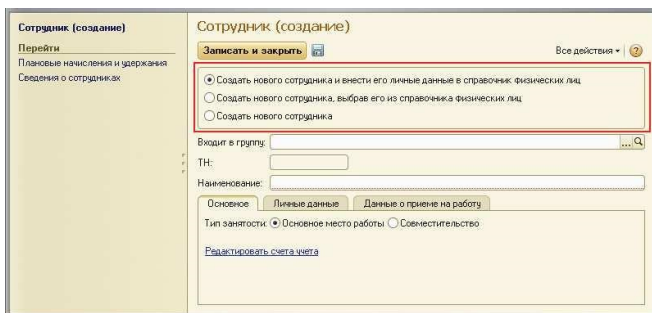 Сотрудник (создание)
Перейти
Плановые начисления и удержания
Сведения о сотрудниках
Сотрудник (создание)
Записать и закрыть
Все действия
Создать нового сотрудника и внести его личные данные в справочник физических лиц
Создать нового сотрудника, выбрав его из справочника физических лиц
Создать нового сотрудника
Входит в группу: ...
ТН:
Наименование:
Основное Личные данные Данные о приеме на работу
Тип занятости: Основное место работы Совместительство
Редактировать счета учета